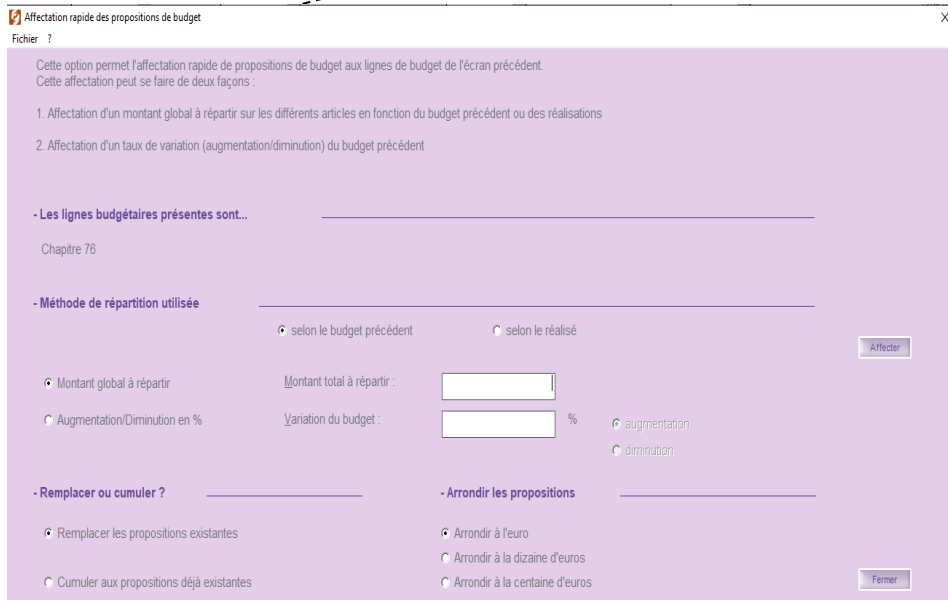 Affectation rapide des propositions de budget X
Fichier ?
Cette option permet l'affectation rapide de propositions de budget aux lignes de budget de l'écran précédent.
Cette affectation peut se faire de deux façons :
1. Affectation d'un montant global à répartir sur les différents articles en fonction du budget précédent ou des réalisations
2. Affectation d'un taux de variation (augmentation/diminution) du budget précédent
- Les lignes budgétaires présentes sont...
Chapitre 76
- Méthode de répartition utilisée
selon le budget précédent selon le réalisé
Affecter
Montant global à répartir Montant total à répartir :
Augmentation/Diminution en % Variation du budget : % augmentation
diminution
- Remplacer ou cumuler ? - Arrondir les propositions
Remplacer les propositions existantes Arrondir à l'euro
Arrondir à la dizaine d'euros
Cumuler aux propositions déjà existantes Arrondir à la centaine d'euros Fermer